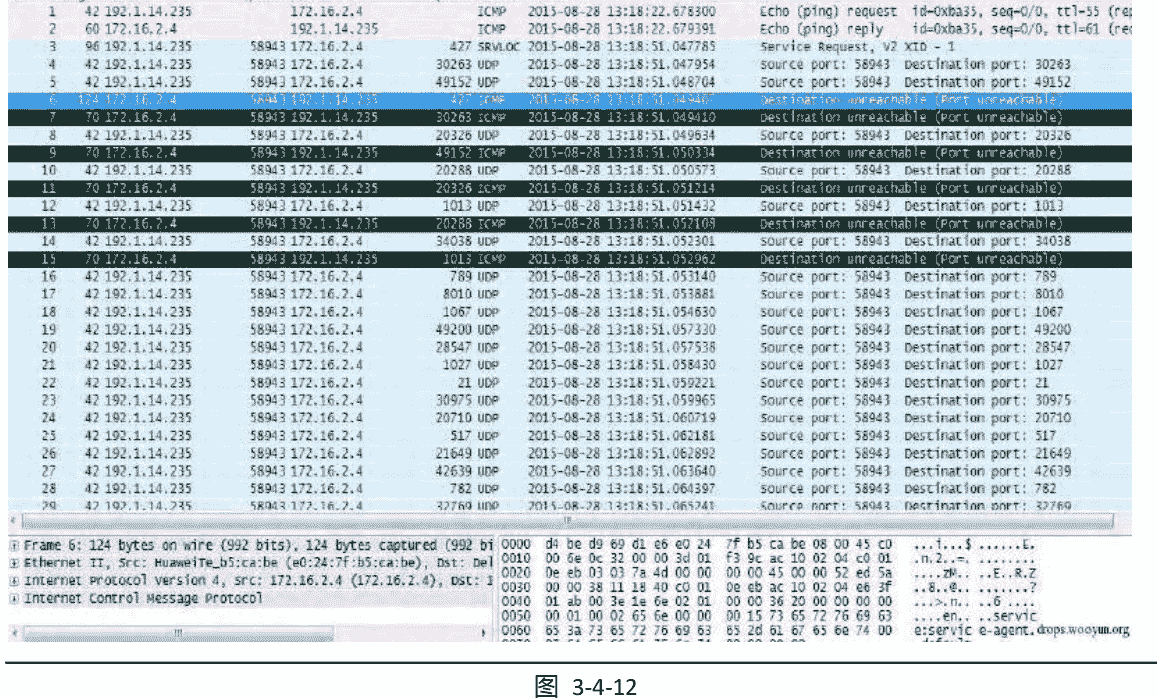 1 42 192.1.14.235 172.16.2.4 ICMP 2015-08-28 13:18:22.678300 Echo (ping) request id=0xba35, seq=0/0, ttl=55 (rec
2 60 172.16.2.4 192.1.14.235 ICMP 2015-08-28 13:18:22.679391 Echo (ping) reply id=0xba35, seq=0/0, ttl=61 (rec
3 96 192.1.14.235 58943 172.16.2.4 427 SRVLOC 2015-08-28 13:18:51.047785 Service Request, V2 XID - 1
4 42 192.1.14.235 58943 172.16.2.4 30263 UDP 2015-08-28 13:18:51.047954 Source port: 58943 Destination port: 30263
5 42 192.1.14.235 58943 172.16.2.4 49152 UDP 2015-08-28 13:18:51.048704 Source port: 58943 Destination port: 49152
6 124 172.16.2.4 58943 192.1.14.235 427 ICMP 2015-08-28 13:18:51.049407 Destination unreachable (Port unreachable)
7 70 172.16.2.4 58943 192.1.14.235 30263 ICMP 2015-08-28 13:18:51.049410 Destination unreachable (Port unreachable)
8 42 192.1.14.235 58943 172.16.2.4 20326 UDP 2015-08-28 13:18:51.049634 Source port: 58943 Destination port: 20326
9 70 172.16.2.4 58943 192.1.14.235 49152 ICMP 2015-08-28 13:18:51.050334 Destination unreachable (Port unreachable)
10 42 192.1.14.235 58943 172.16.2.4 20288 UDP 2015-08-28 13:18:51.050573 Source port: 58943 Destination port: 20288
11 70 172.16.2.4 58943 192.1.14.235 20326 ICMP 2015-08-28 13:18:51.051214 Destination unreachable (Port unreachable)
12 42 192.1.14.235 58943 172.16.2.4 1013 UDP 2015-08-28 13:18:51.051432 Source port: 58943 Destination port: 1013
13 70 172.16.2.4 58943 192.1.14.235 20288 ICMP 2015-08-28 13:18:51.052108 Destination unreachable (Port unreachable)
14 42 192.1.14.235 58943 172.16.2.4 34038 UDP 2015-08-28 13:18:51.052301 Source port: 58943 Destination port: 34038
15 70 172.16.2.4 58943 192.1.14.235 1013 ICMP 2015-08-28 13:18:51.052962 Destination unreachable (Port unreachable)
16 42 192.1.14.235 58943 172.16.2.4 789 UDP 2015-08-28 13:18:51.053140 Source port: 58943 Destination port: 789
17 42 192.1.14.235 58943 172.16.2.4 8010 UDP 2015-08-28 13:18:51.053881 Source port: 58943 Destination port: 8010
18 42 192.1.14.235 58943 172.16.2.4 1067 UDP 2015-08-28 13:18:51.054630 Source port: 58943 Destination port: 1067
19 42 192.1.14.235 58943 172.16.2.4 49200 UDP 2015-08-28 13:18:51.057330 Source port: 58943 Destination port: 49200
20 42 192.1.14.235 58943 172.16.2.4 28547 UDP 2015-08-28 13:18:51.057538 Source port: 58943 Destination port: 28547
21 42 192.1.14.235 58943 172.16.2.4 1027 UDP 2015-08-28 13:18:51.058430 Source port: 58943 Destination port: 1027
22 42 192.1.14.235 58943 172.16.2.4 21 UDP 2015-08-28 13:18:51.059221 Source port: 58943 Destination port: 21
23 42 192.1.14.235 58943 172.16.2.4 30975 UDP 2015-08-28 13:18:51.059965 Source port: 58943 Destination port: 30975
24 42 192.1.14.235 58943 172.16.2.4 20710 UDP 2015-08-28 13:18:51.060719 Source port: 58943 Destination port: 20710
25 42 192.1.14.235 58943 172.16.2.4 517 UDP 2015-08-28 13:18:51.062181 Source port: 58943 Destination port: 517
26 42 192.1.14.235 58943 172.16.2.4 21649 UDP 2015-08-28 13:18:51.062892 Source port: 58943 Destination port: 21649
27 42 192.1.14.235 58943 172.16.2.4 42639 UDP 2015-08-28 13:18:51.063640 Source port: 58943 Destination port: 42639
28 42 192.1.14.235 58943 172.16.2.4 782 UDP 2015-08-28 13:18:51.064397 Source port: 58943 Destination port: 782
29 42 192.1.14.235 58943 172.16.2.4 32769 UDP 2015-08-28 13:18:51.065241 Source port: 58943 Destination port: 32769
Frame 6: 124 bytes on wire (992 bits), 124 bytes captured (992 bi
Ethernet II, Src: HuaweiTe_b5:ca:be (e0:24:7f:b5:ca:be), Dst: Del
Internet Protocol Version 4, Src: 172.16.2.4 (172.16.2.4), Dst: 1
Internet Control Message Protocol
0000 d4 be d9 69 d1 e6 e0 24 7f b5 ca be 08 00 45 c0 ...i...$ ......E.
0010 00 6e 0c 32 00 00 3d 01 f3 9c ac 10 02 04 c0 01 .n.2..=. ........
0020 0e eb 03 03 7a 4d 00 00 00 00 45 00 00 52 ed 5a ....zM.. ..E..R.Z
0030 00 00 38 11 18 40 c0 01 0e eb ac 10 02 04 e6 3f ..8..@.. .......?
0040 01 ab 00 3e 1e 6e 02 01 00 00 36 20 00 00 00 00 ...>.n.. ..6 ....
0050 00 01 00 02 65 6e 00 00 00 15 73 65 72 76 69 63 ....en.. ..servic
0060 65 3a 73 65 72 76 69 63 65 2d 61 67 65 6e 74 00 e:servic e-agent.
drops.wooyun.org
图 3-4-12